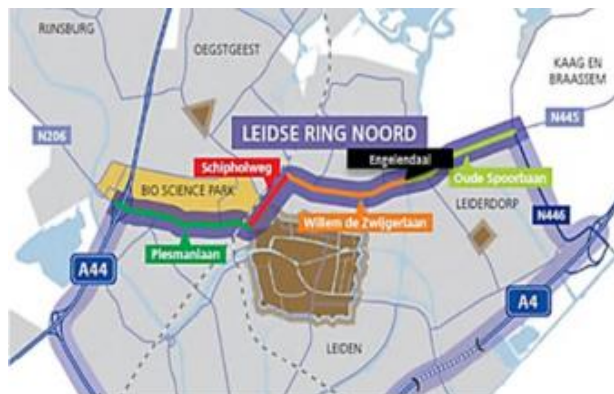 RIJNSBURG
OEGSTGEEST
KAAG EN
BRAASSEM
N206
N445
LEIDSE RING NOORD
Engelendaal
Schipholweg
Oude Spoorbaan
BIO SCIENCE PARK
LEIDERDORP
N446
Willem de Zwijgerlaan
Plesmanlaan
A44
A4
LEIDEN